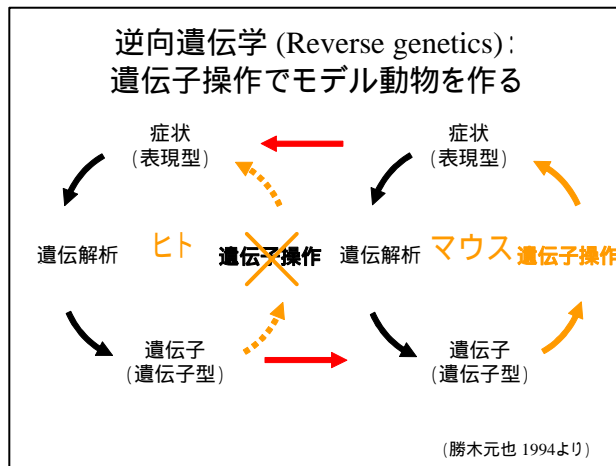 逆向遺伝学 (Reverse genetics):
遺伝子操作でモデル動物を作る
症状
(表現型)
遺伝解析
ヒト
遺伝子操作
遺伝子
(遺伝子型)
症状
(表現型)
遺伝解析
マウス
遺伝子操作
遺伝子
(遺伝子型)
(勝木元也 1994より)